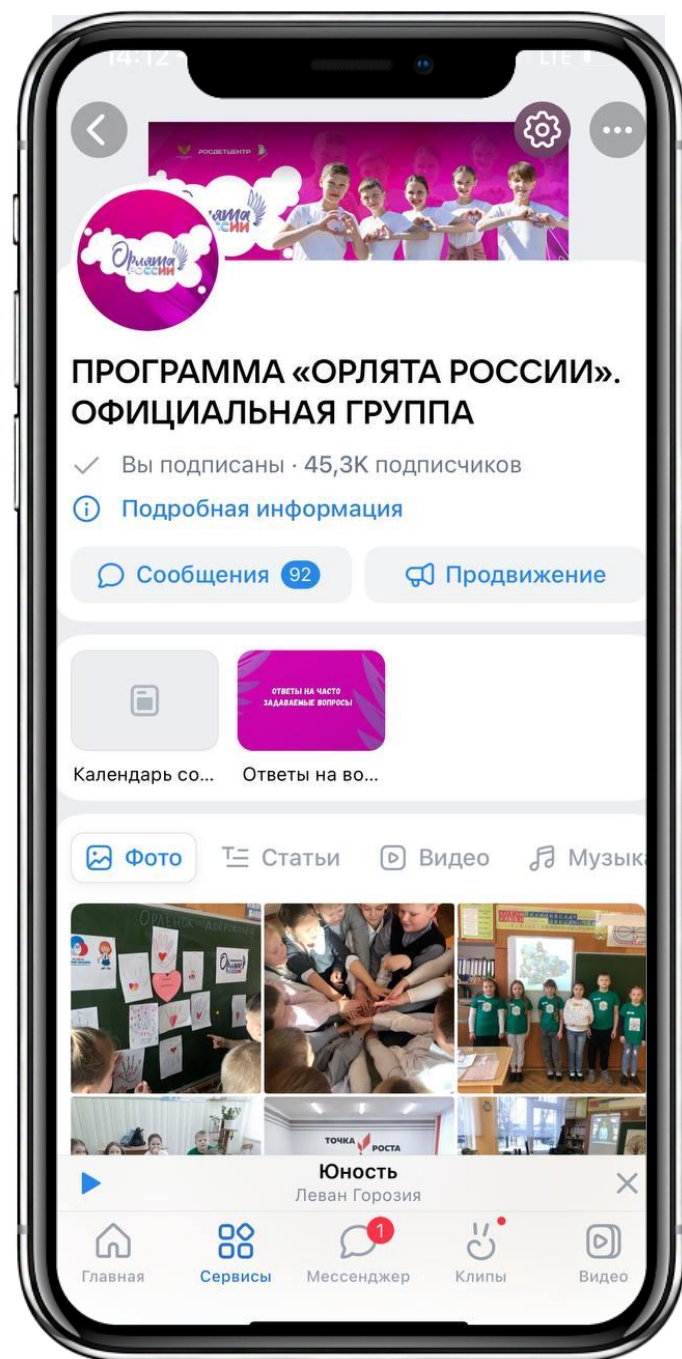 14:12
LTE
РОСДЕТЦЕНТР
Орлята
РОССИИ
ПРОГРАММА «ОРЛЯТА РОССИИ».
ОФИЦИАЛЬНАЯ ГРУППА
Вы подписаны · 45,3K подписчиков
Подробная информация
Сообщения 92
Продвижение
ОТВЕТЫ НА ЧАСТО
ЗАДАВАЕМЫЕ ВОПРОСЫ
Календарь со...
Ответы на во...
Фото
Статьи
Видео
Музык
ОРЛЁНОК - ДОБРОВОЛЕЦ
ТОЧКА РОСТА
Юность
Леван Горозия
1
Главная
Сервисы
Мессенджер
Клипы
Видео